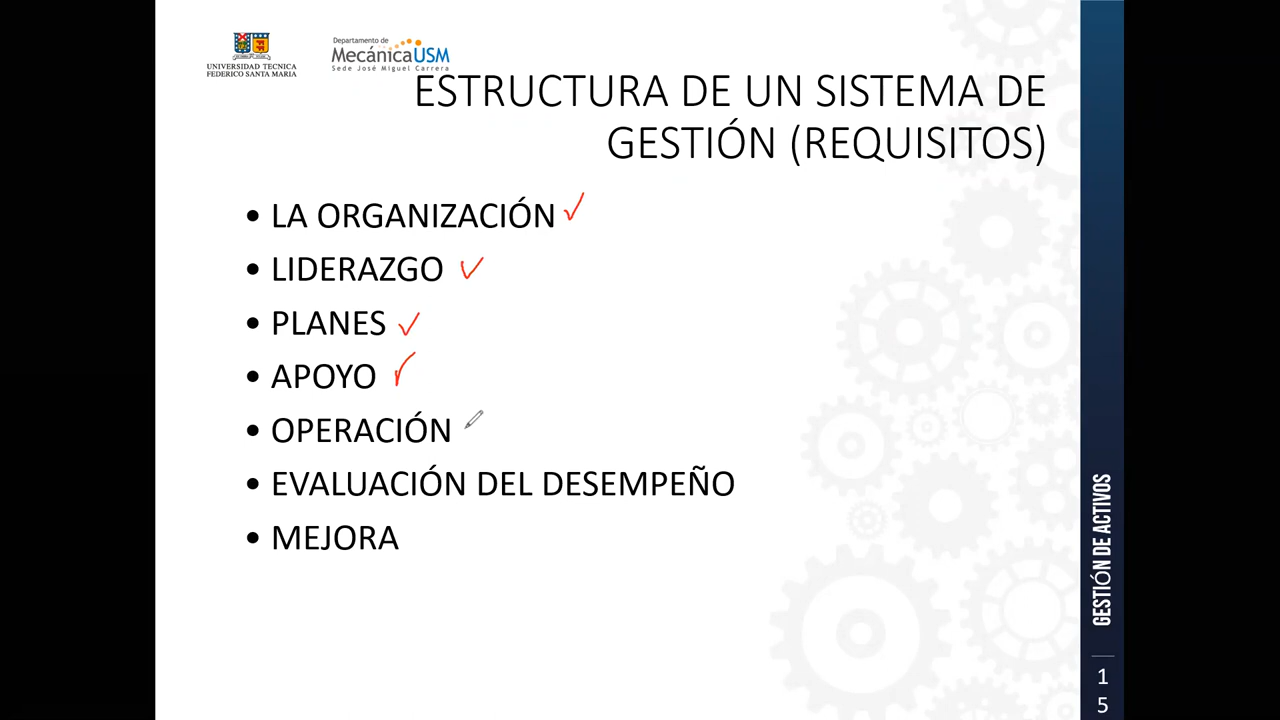 UNIVERSIDAD TECNICA
FEDERICO SANTA MARIA
Departamento de
MecánicaUSM
Sede José Miguel Carrera
ESTRUCTURA DE UN SISTEMA DE
GESTIÓN (REQUISITOS)
• LA ORGANIZACIÓN
• LIDERAZGO
• PLANES
• APOYO
• OPERACIÓN
• EVALUACIÓN DEL DESEMPEÑO
• MEJORA
GESTIÓN DE ACTIVOS
1
5